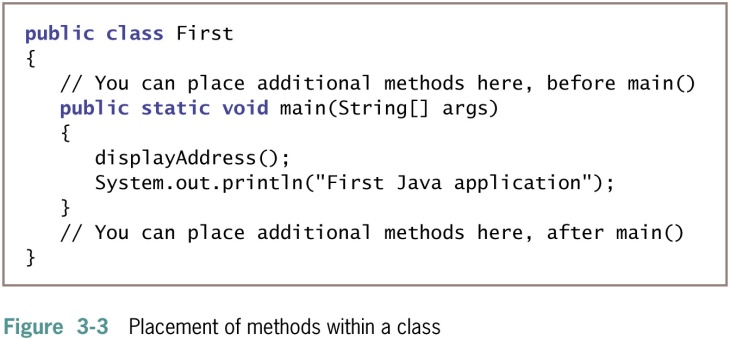 public class First
{
// You can place additional methods here, before main()
public static void main(String[] args)
{
displayAddress();
System.out.println("First Java application");
}
// You can place additional methods here, after main()
}
Figure 3-3 Placement of methods within a class